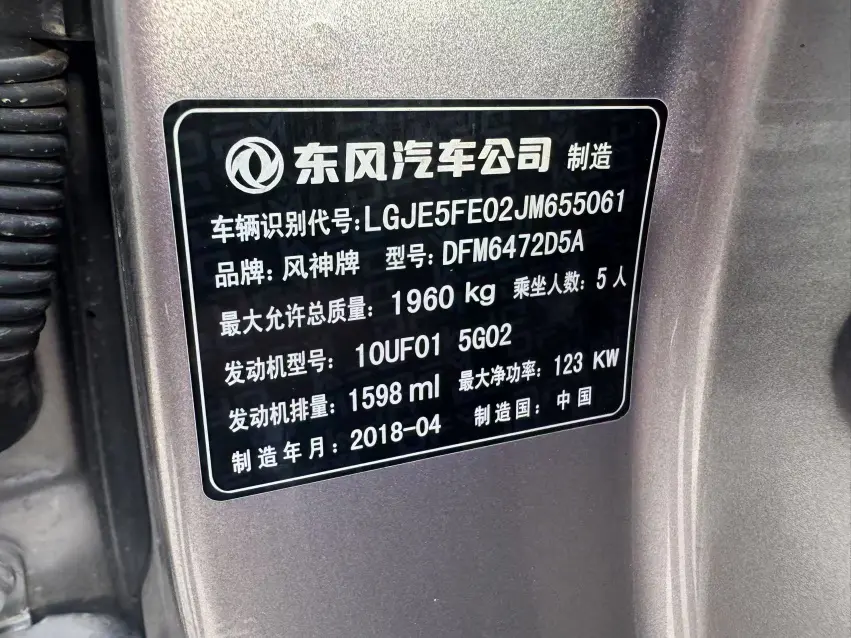 东风汽车公司 制造
车辆识别代号:LGJE5FE02JM655061
品牌:风神牌 型号:DFM6472D5A
最大允许总质量: 1960 kg 乘坐人数:5人
发动机型号: 10UF01 5G02
发动机排量: 1598 ml 最大净功率: 123 KW
制造年月: 2018-04 制造国: 中国